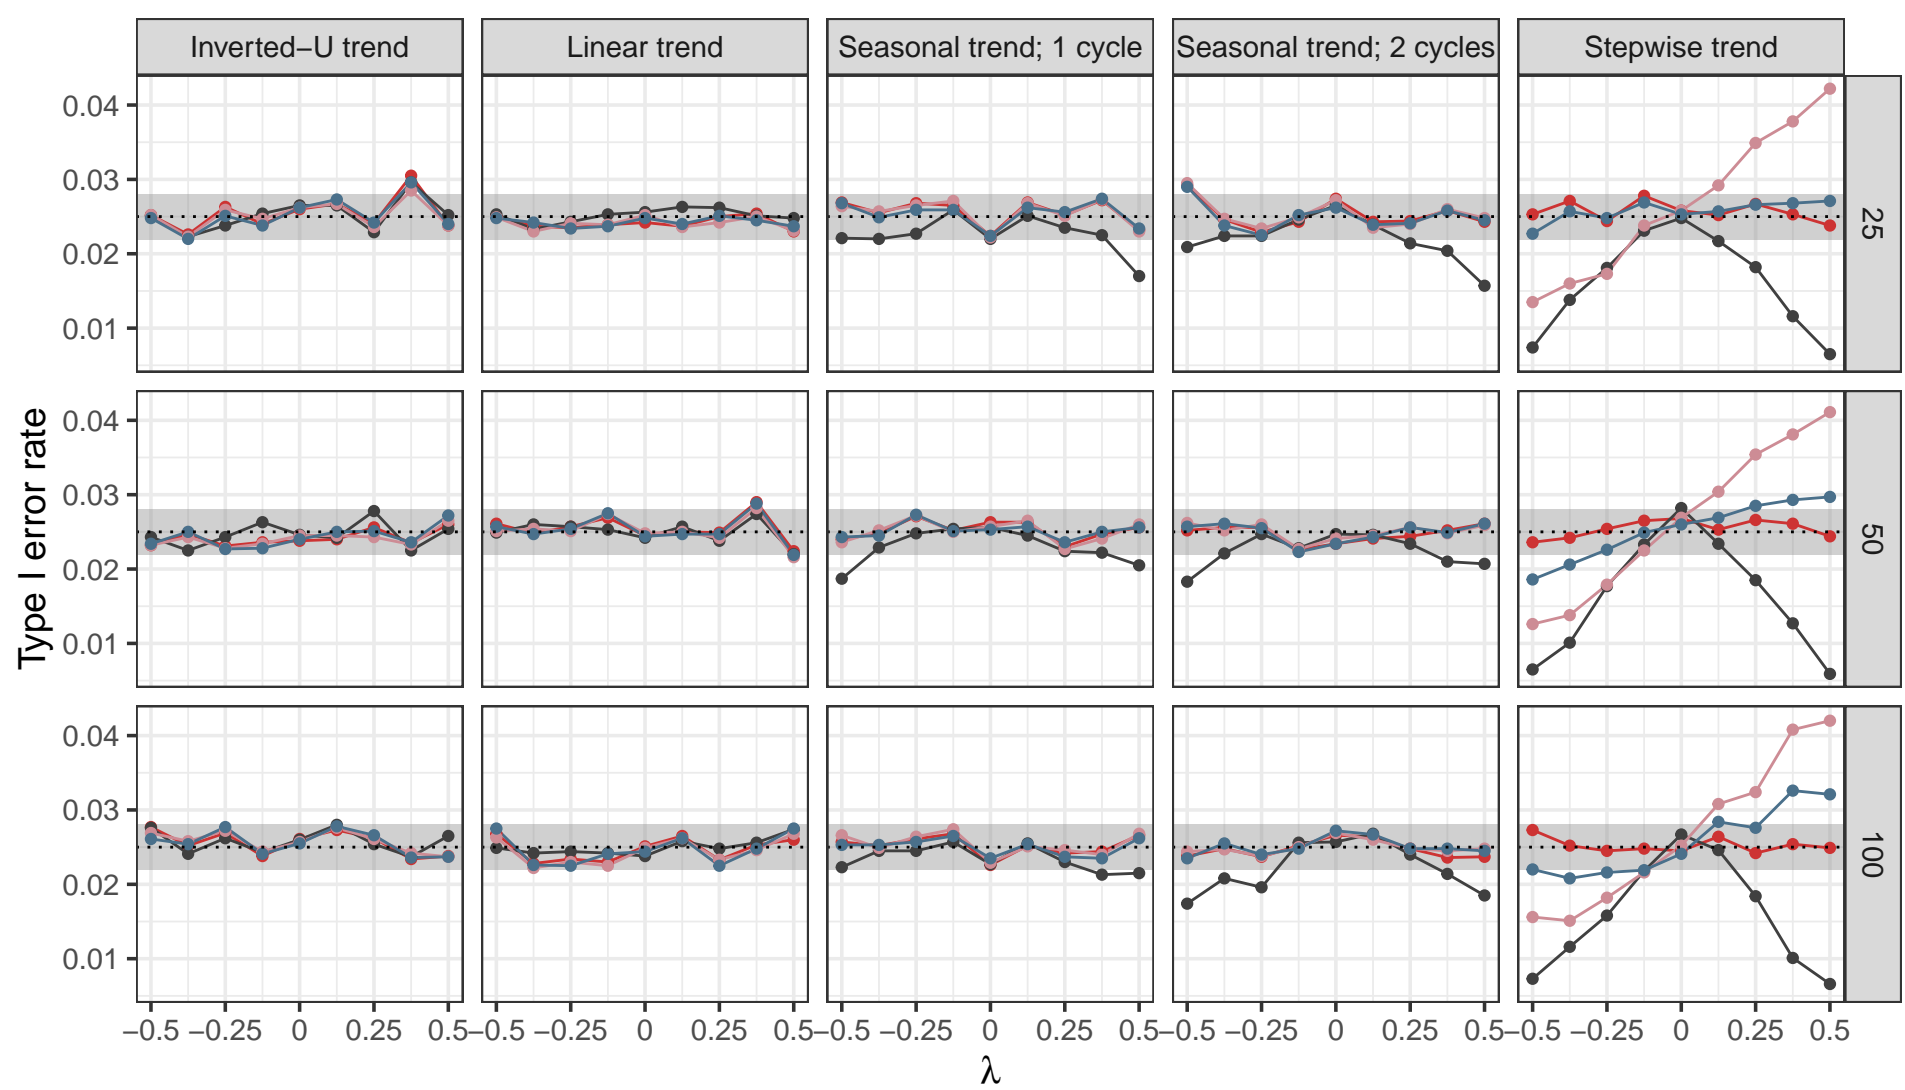 Inverted−U trend
Linear trend
Seasonal trend; 1 cycle
Seasonal trend; 2 cycles
Stepwise trend
0.04
0.03
0.02
0.01
25
0.04
0.03
0.02
0.01
50
0.04
0.03
0.02
0.01
100
Type I error rate
−0.5 −0.25 0 0.25 0.5
−0.5 −0.25 0 0.25 0.5
−0.5 −0.25 0 0.25 0.5
−0.5 −0.25 0 0.25 0.5
−0.5 −0.25 0 0.25 0.5
λ